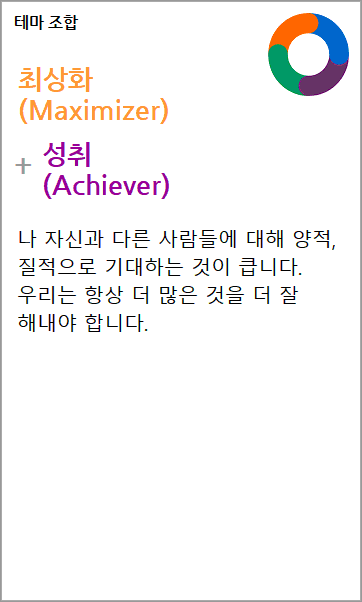 테마 조합
최상화
(Maximizer)
+ 성취
(Achiever)
나 자신과 다른 사람들에 대해 양적,
질적으로 기대하는 것이 큽니다.
우리는 항상 더 많은 것을 더 잘
해내야 합니다.